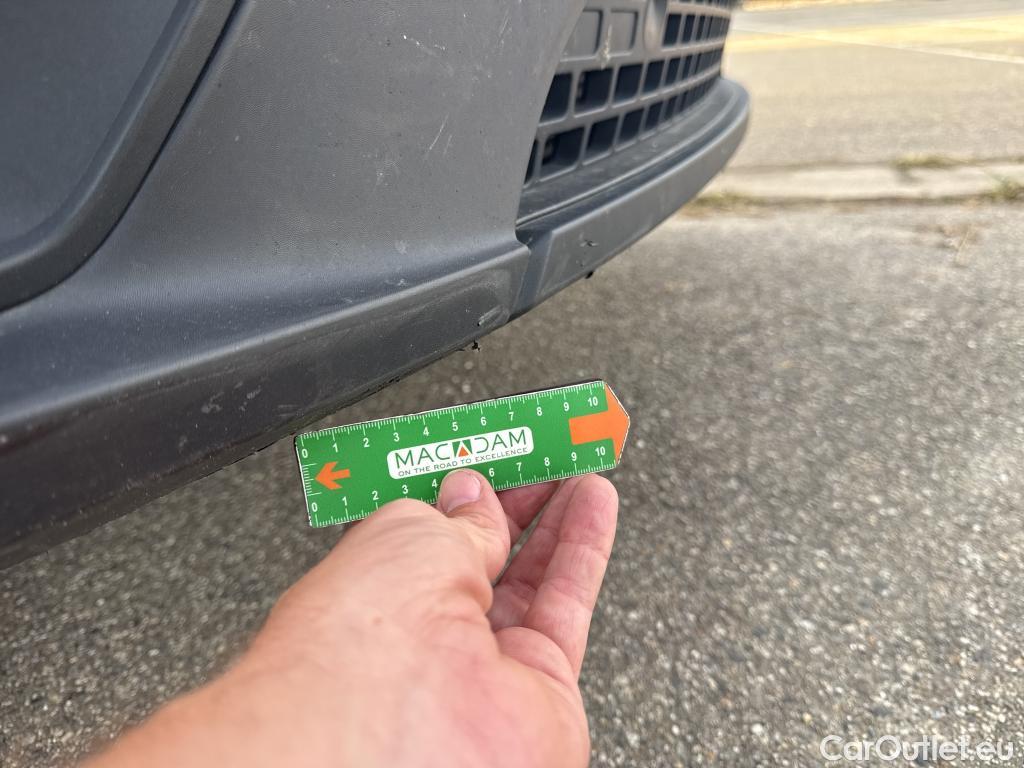 0 1 2 3 4 5 6 7 8 9 10
MACADAM
ON THE ROAD TO EXCELLENCE
0 1 2 3 4 6 7 8 9 10
CarOutlet.eu